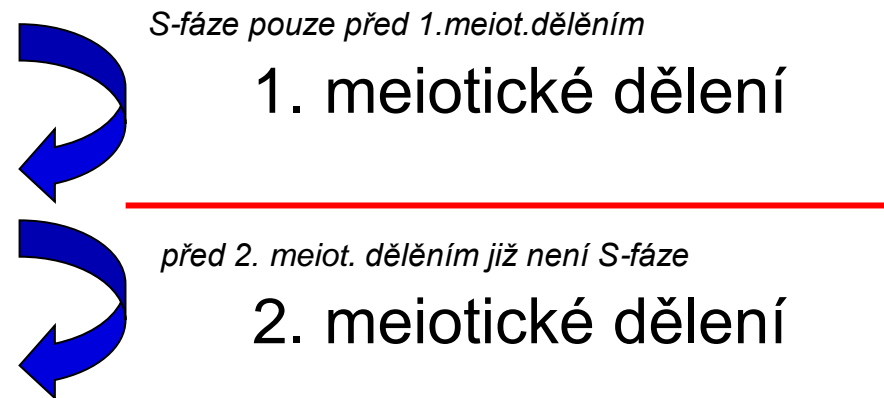 S-fáze pouze před 1.meiot.dělěním
1. meiotické dělení
před 2. meiot. dělěním již není S-fáze
2. meiotické dělení